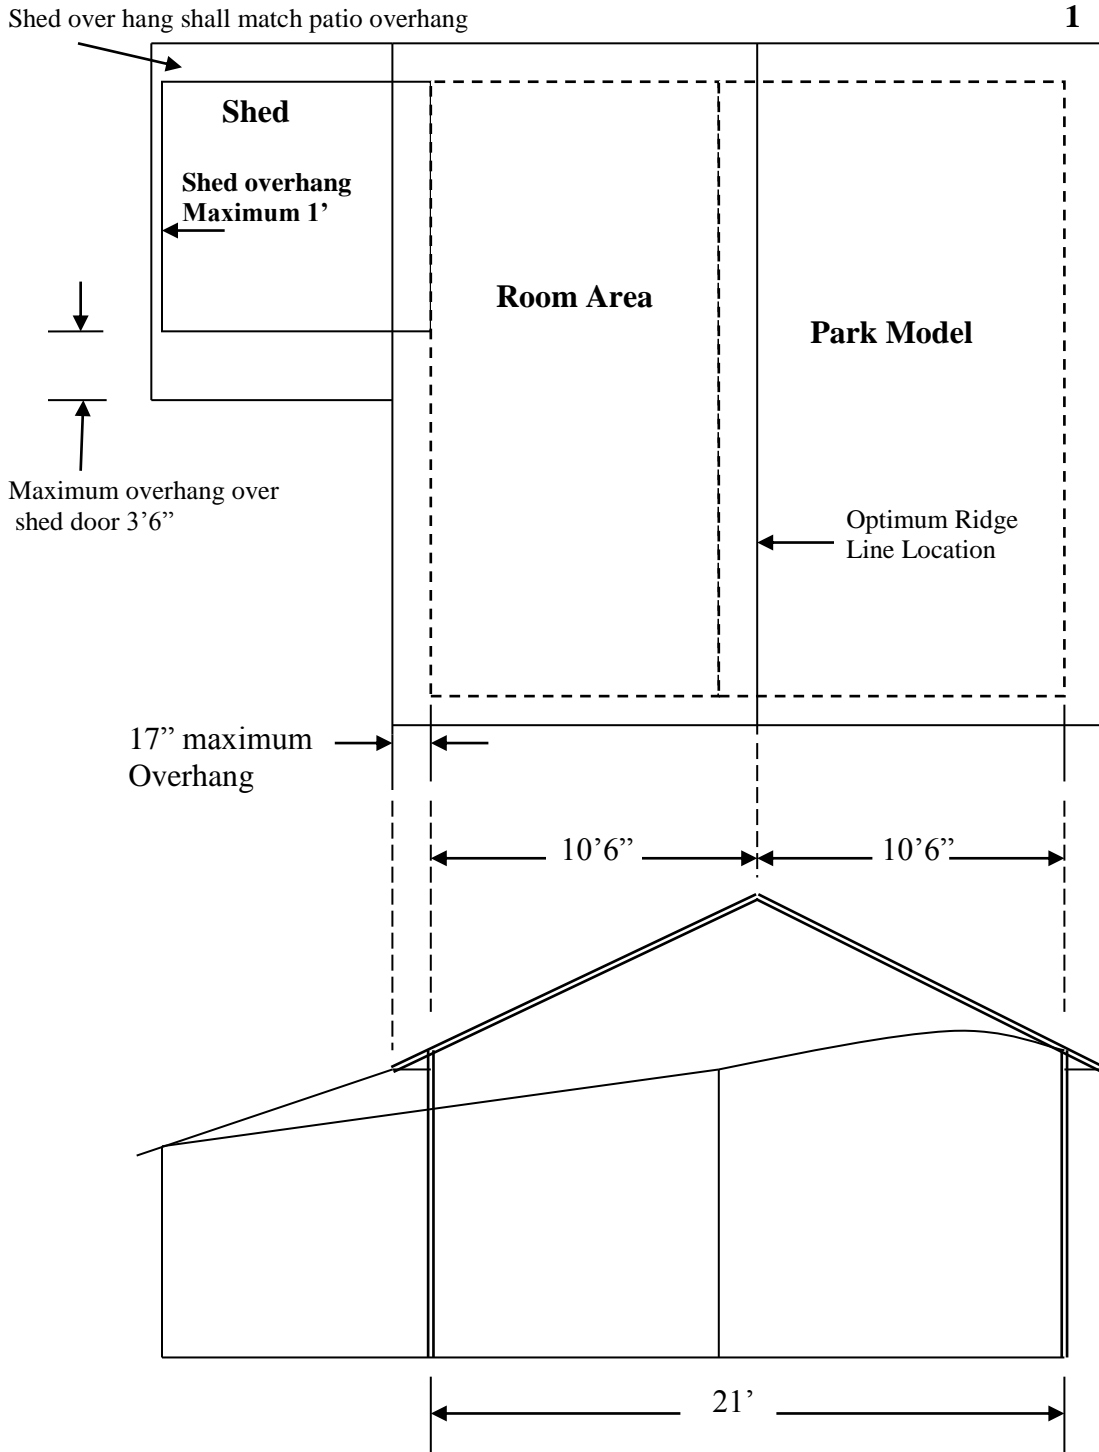 Shed over hang shall match patio overhang
1
Shed
Shed overhang
Maximum 1’
Room Area
Park Model
Maximum overhang over
shed door 3’6”
Optimum Ridge
Line Location
17” maximum
Overhang
10’6”
10’6”
21’